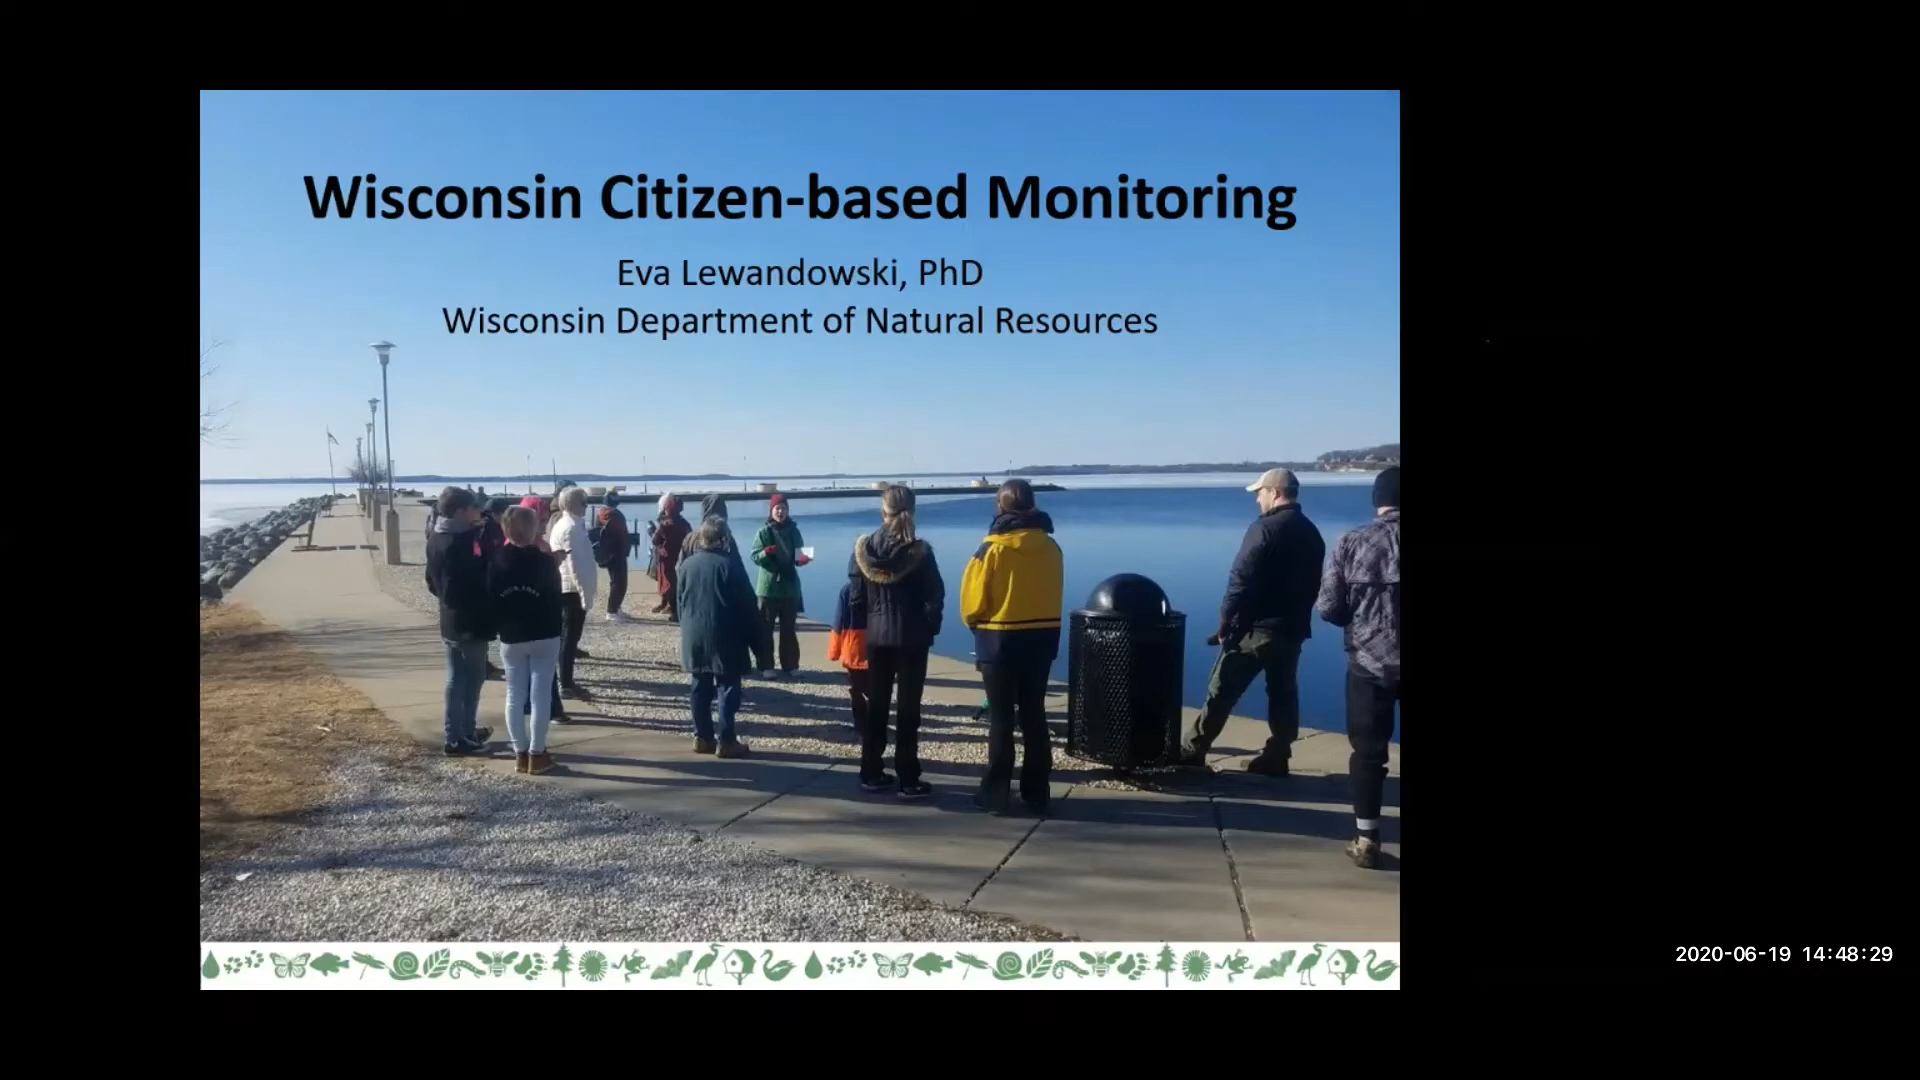 Wisconsin Citizen-based Monitoring
Eva Lewandowski, PhD
Wisconsin Department of Natural Resources
2020-06-19 14:48:29